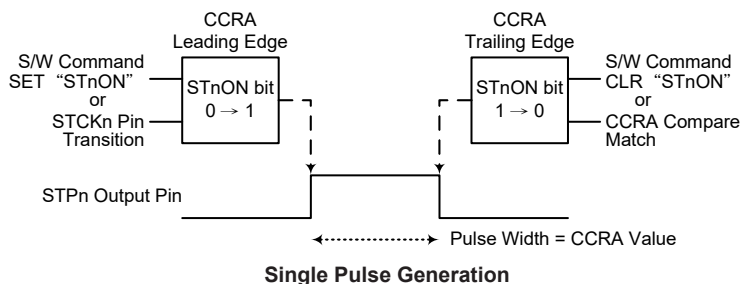 CCRA
Leading Edge
CCRA
Trailing Edge
S/W Command
SET “STnON”
or
STCKn Pin
Transition
STnON bit
0 → 1
STnON bit
1 → 0
S/W Command
CLR “STnON”
or
CCRA Compare
Match
STPn Output Pin
Pulse Width = CCRA Value
Single Pulse Generation